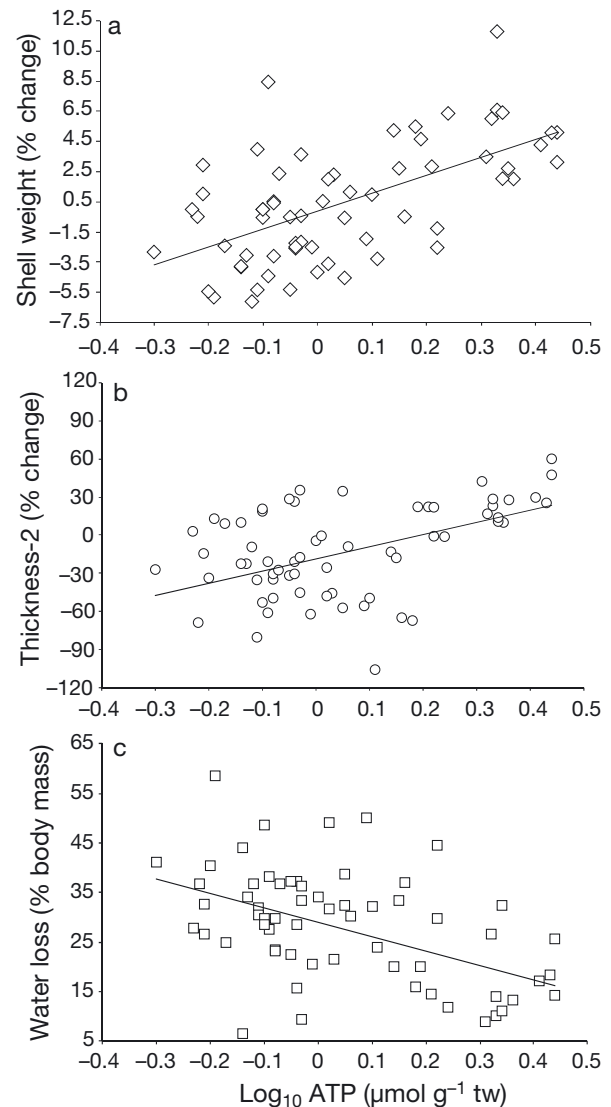 a
12.5
10.5
8.5
6.5
4.5
2.5
0.5
−1.5
−3.5
−5.5
−7.5
Shell weight (% change)
−0.4 −0.3 −0.2 −0.1 0 0.1 0.2 0.3 0.4 0.5
b
120
90
60
30
0
−30
−60
−90
−120
Thickness-2 (% change)
−0.4 −0.3 −0.2 −0.1 0 0.1 0.2 0.3 0.4 0.5
c
65
55
45
35
25
15
5
Water loss (% body mass)
−0.4 −0.3 −0.2 −0.1 0 0.1 0.2 0.3 0.4 0.5
Log₁₀ ATP (µmol g⁻¹ tw)